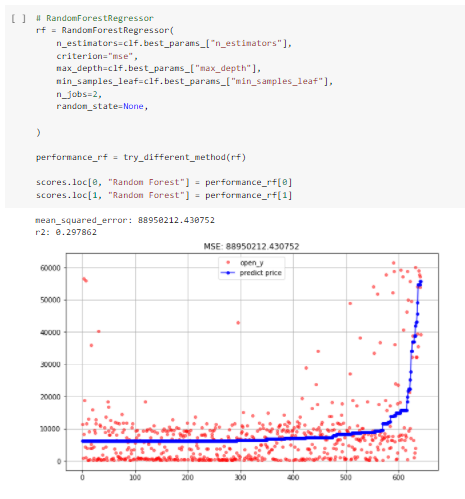 [ ] # RandomForestRegressor
rf = RandomForestRegressor(
n_estimators=clf.best_params_["n_estimators"],
criterion="mse",
max_depth=clf.best_params_["max_depth"],
min_samples_leaf=clf.best_params_["min_samples_leaf"],
n_jobs=2,
random_state=None,
)
performance_rf = try_different_method(rf)
scores.loc[0, "Random Forest"] = performance_rf[0]
scores.loc[1, "Random Forest"] = performance_rf[1]
mean_squared_error: 88950212.430752
r2: 0.297862
MSE: 88950212.430752
open_y
predict price
60000
50000
40000
30000
20000
10000
0
0 100 200 300 400 500 600